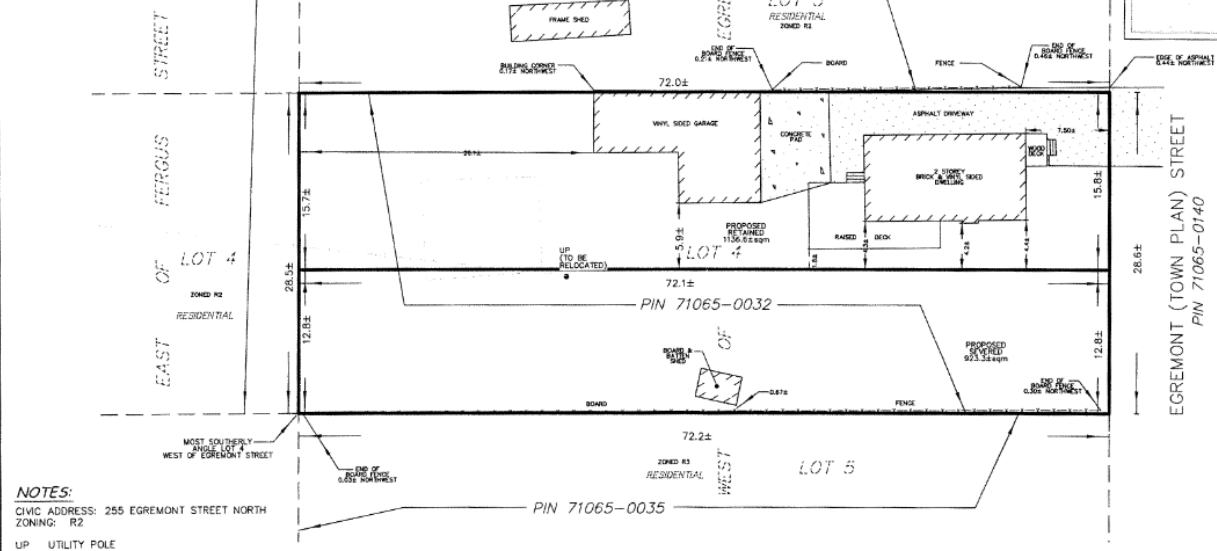 LOT 3
RESIDENTIAL
ZONED R2
FRAME SHED
STREET
EGRE
END OF
BOARD FENCE
0.21± NORTHWEST
BOARD
FENCE
END OF
BOARD FENCE
0.46± NORTHWEST
EDGE OF ASPHALT
0.44± NORTHWEST
BUILDING CORNER
0.17± NORTHWEST
72.0±
VINYL SIDED GARAGE
CONCRETE
PAD
ASPHALT DRIVEWAY
7.50±
WOOD
DECK
2 STOREY
BRICK & VINYL SIDED
DWELLING
FERGUS
15.7±
15.8±
5.9±
PROPOSED
RETAINED
1136.6±sqm
RAISED DECK
4.2±
4.4±
LOT 4
UP
(TO BE
RELOCATED)
OF
LOT 4
ZONED R2
RESIDENTIAL
28.5±
28.6±
72.1±
PIN 71065-0032
EGREMONT (TOWN PLAN) STREET
PIN 71065-0140
12.8±
12.8±
EAST
OF
BOARD &
BATTEN
SHED
0.67±
PROPOSED
SEVERED
923.3±sqm
END OF
BOARD FENCE
0.30± NORTHWEST
BOARD
FENCE
72.2±
MOST SOUTHERLY
ANGLE LOT 4
WEST OF EGREMONT STREET
END OF
BOARD FENCE
0.03± NORTHWEST
ZONED R3
RESIDENTIAL
WEST
LOT 5
PIN 71065-0035
NOTES:
CIVIC ADDRESS: 255 EGREMONT STREET NORTH
ZONING: R2
UP UTILITY POLE